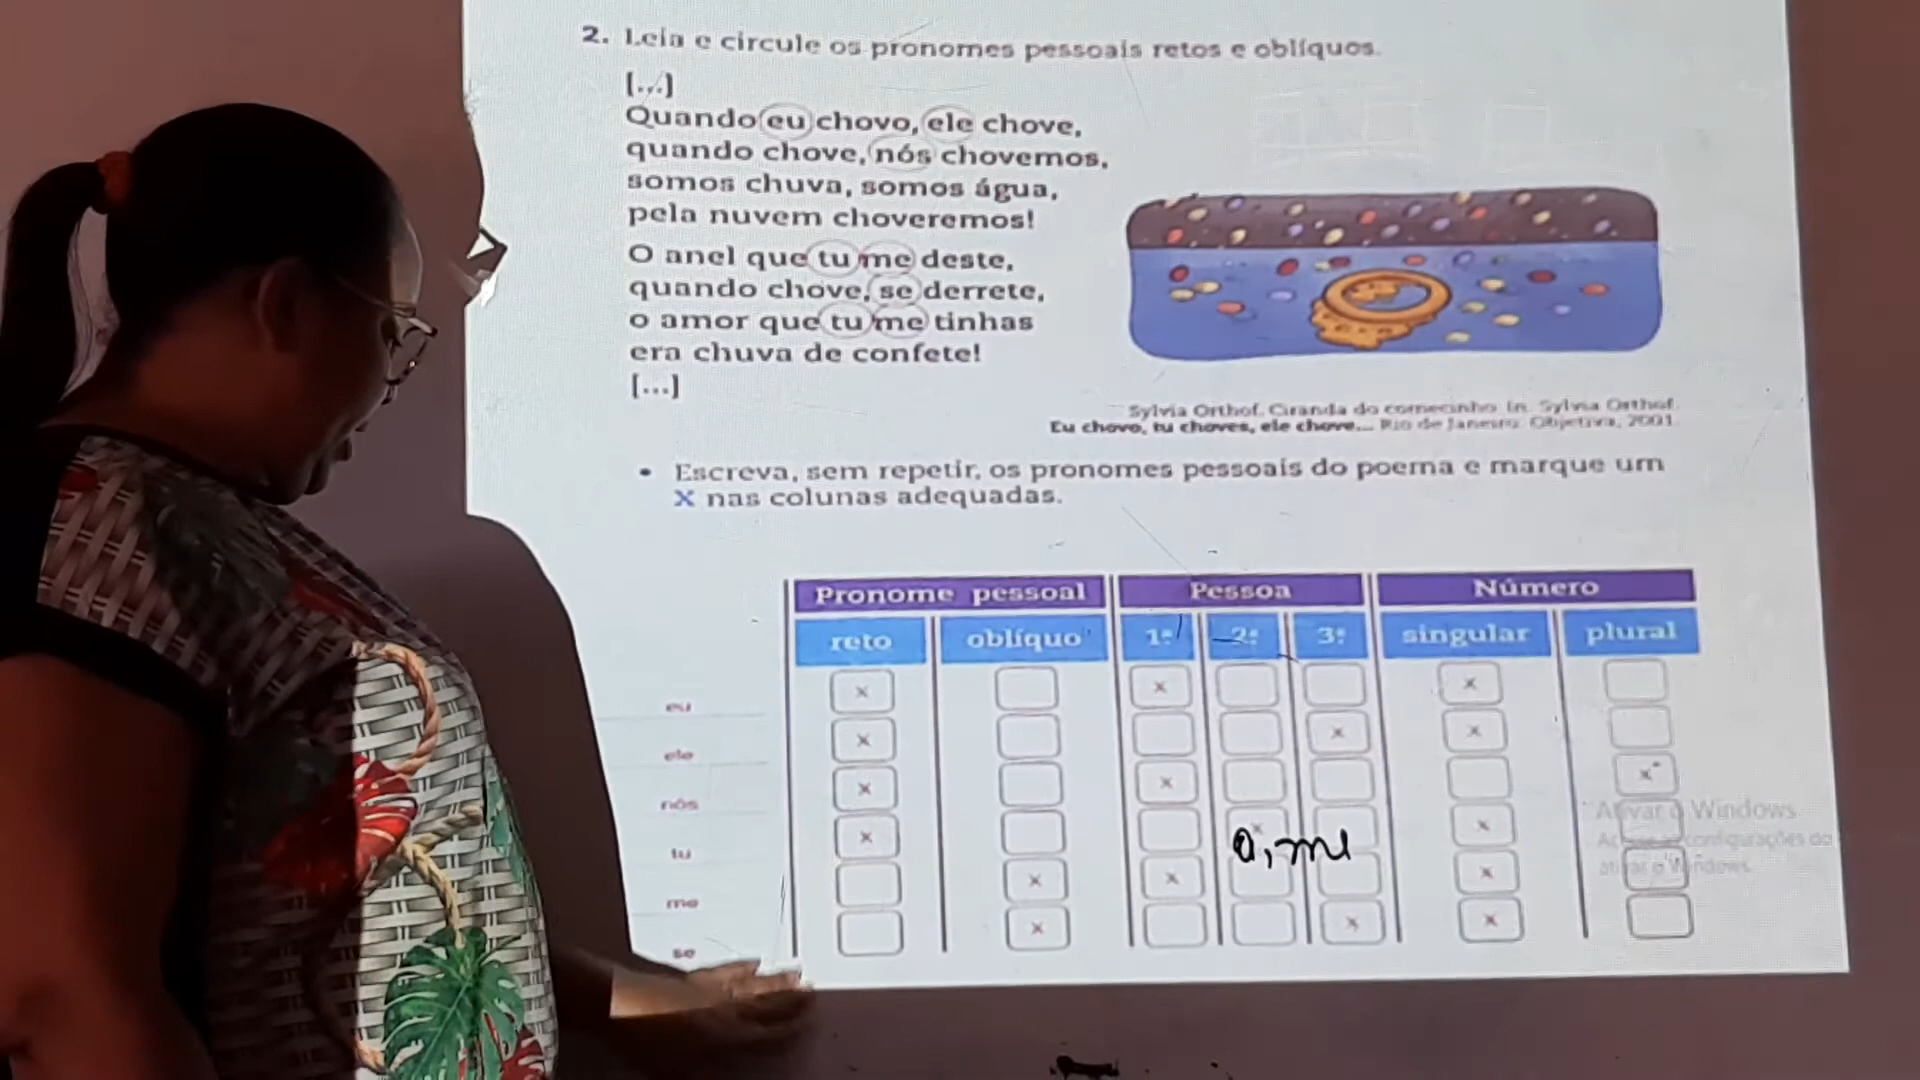 2. Leia e circule os pronomes pessoais retos e oblíquos.
[...]
Quando eu chovo, ele chove,
quando chove, nós chovemos,
somos chuva, somos água,
pela nuvem choveremos!
O anel que tu me deste,
quando chove, se derrete,
o amor que tu me tinhas
era chuva de confete!
[...]
Sylvia Orthof. Ciranda do comecinho. In: Sylvia Orthof.
Eu chovo, tu choves, ele chove... Rio de Janeiro: Objetiva, 2001.
• Escreva, sem repetir, os pronomes pessoais do poema e marque um
X nas colunas adequadas.
Pronome pessoal Pessoa Número
reto oblíquo 1ª 2ª 3ª singular plural
eu x x x
ele x x x
nós x x x
tu x x x
me x x x
se x x x
Ativar o Windows